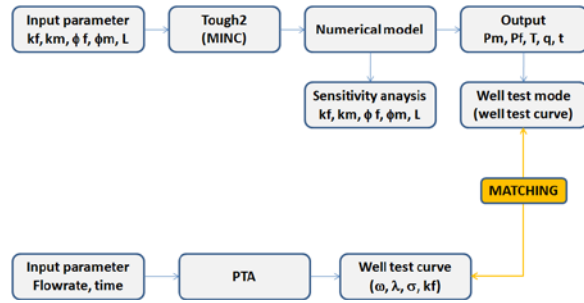 Input parameter
kf, km, ϕ f, ϕm, L
Tough2
(MINC)
Numerical model
Output
Pm, Pf, T, q, t
Sensitivity anaysis
kf, km, ϕ f, ϕm, L
Well test mode
(well test curve)
MATCHING
Input parameter
Flowrate, time
PTA
Well test curve
(ω, λ, σ, kf)